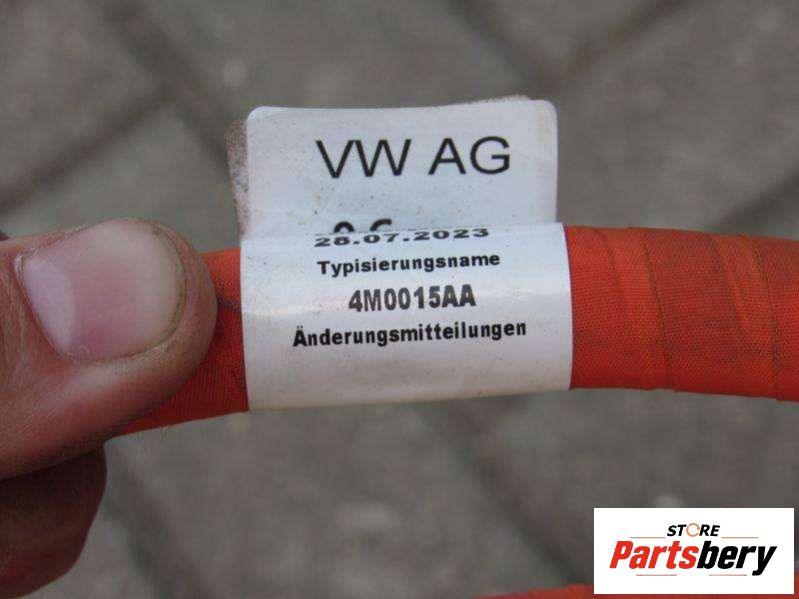 VW AG
28.07.2023
Typisierungsname
4M0015AA
Änderungsmitteilungen
STORE
Partsbery